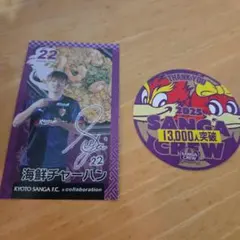 22
22
海鮮チャーハン
KYOTO SANGA F.C. × collaboration
THANK YOU
2025
SANGA
13,000人突破
CREW